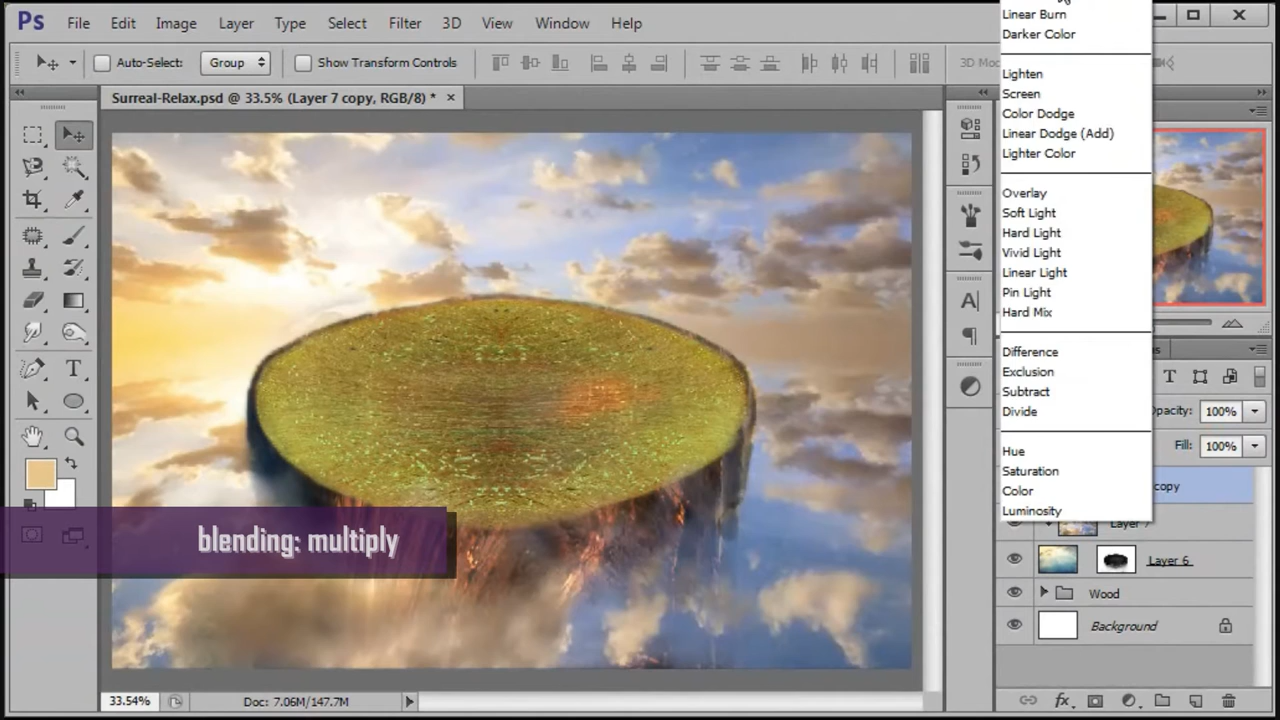 Ps File Edit Image Layer Type Select Filter 3D View Window Help
Auto-Select: Group Show Transform Controls
Surreal-Relax.psd @ 33.5% (Layer 7 copy, RGB/8) *
Linear Burn
Darker Color
Lighten
Screen
Color Dodge
Linear Dodge (Add)
Lighter Color
Overlay
Soft Light
Hard Light
Vivid Light
Linear Light
Pin Light
Hard Mix
Difference
Exclusion
Subtract
Divide
Hue
Saturation
Color
Luminosity
Opacity: 100%
Fill: 100%
copy
Layer 7
Layer 6
Wood
Background
blending: multiply
33.54% Doc: 7.06M/147.7M